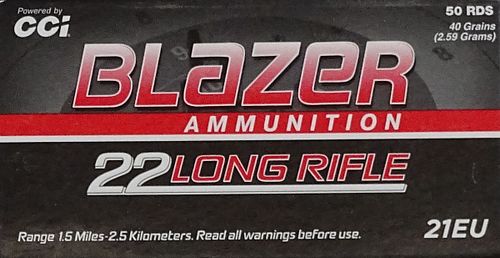 Powered by
CCI
50 RDS
40 Grains
(2.59 Grams)
BLAZER
AMMUNITION
22 LONG RIFLE
Range 1.5 Miles-2.5 Kilometers. Read all warnings before use.
21EU